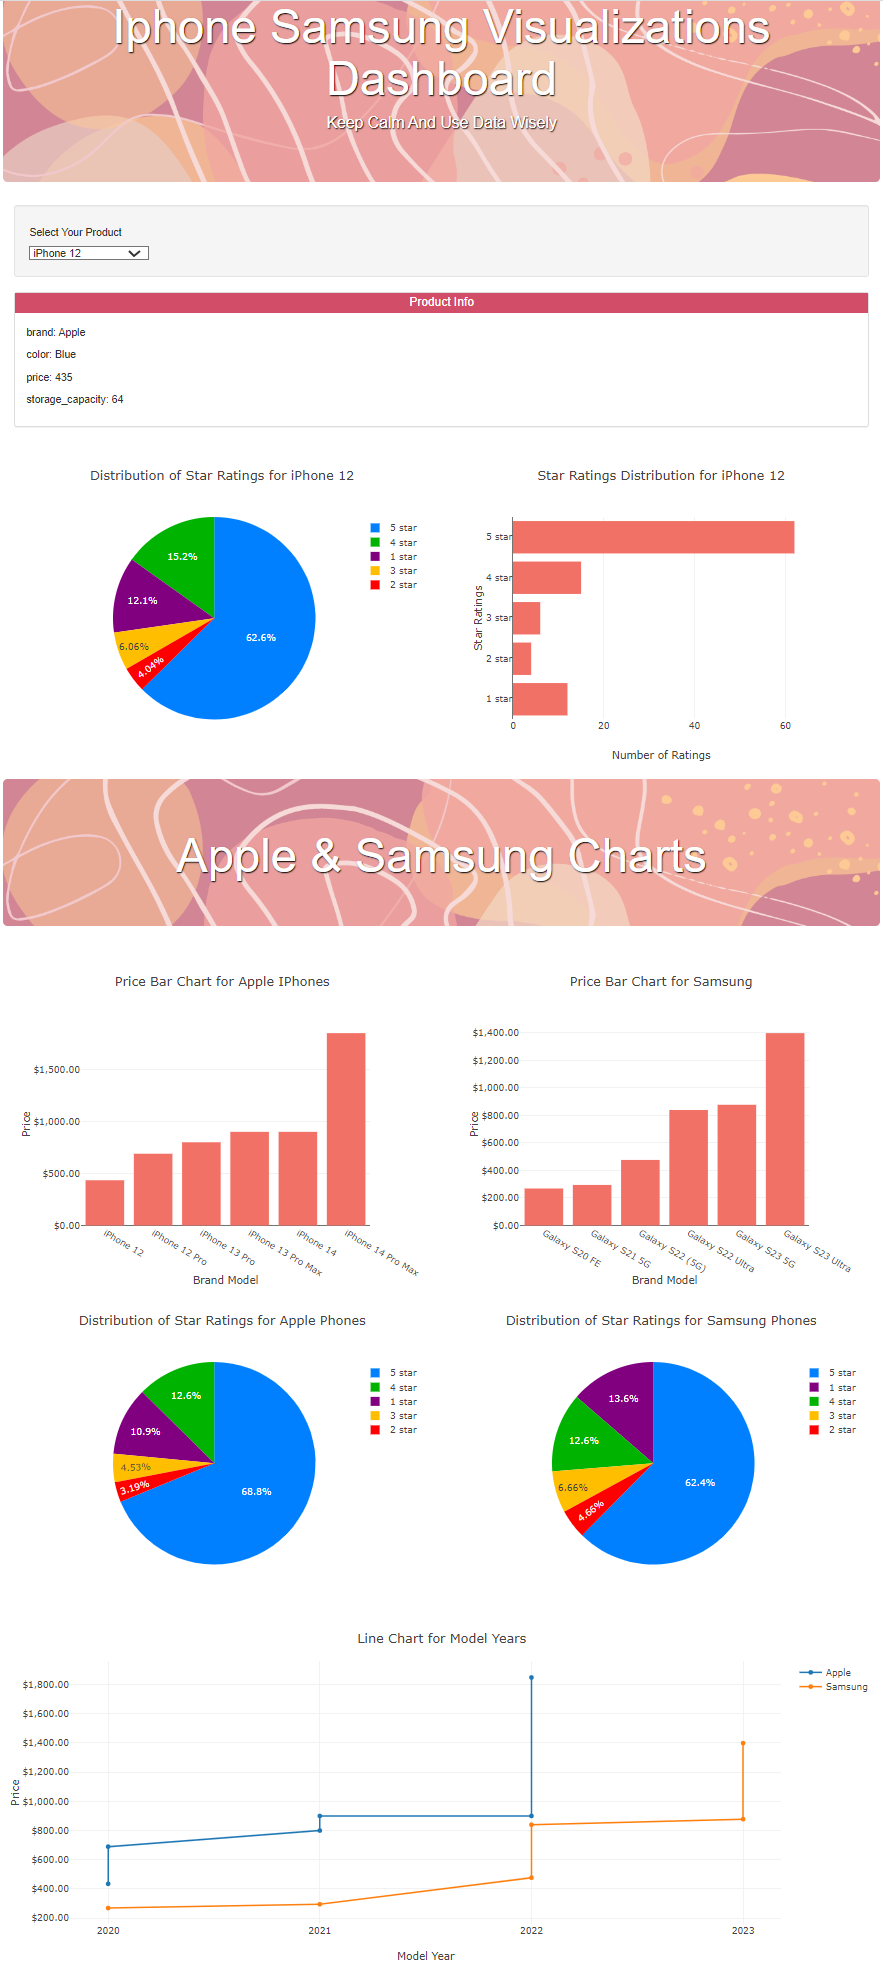 Iphone Samsung Visualizations
Dashboard
Keep Calm And Use Data Wisely
Select Your Product
iPhone 12
Product Info
brand: Apple
color: Blue
price: 435
storage_capacity: 64
Distribution of Star Ratings for iPhone 12
62.6%
15.2%
12.1%
6.06%
4.04%
5 star
4 star
1 star
3 star
2 star
Star Ratings Distribution for iPhone 12
Star Ratings
5 star
4 star
3 star
2 star
1 star
0 20 40 60
Number of Ratings
Apple & Samsung Charts
Price Bar Chart for Apple IPhones
Price
$1,500.00
$1,000.00
$500.00
$0.00
iPhone 12
iPhone 12 Pro
iPhone 13 Pro
iPhone 13 Pro Max
iPhone 14
iPhone 14 Pro Max
Brand Model
Price Bar Chart for Samsung
Price
$1,400.00
$1,200.00
$1,000.00
$800.00
$600.00
$400.00
$200.00
$0.00
Galaxy S20 FE
Galaxy S21 5G
Galaxy S22 (5G)
Galaxy S22 Ultra
Galaxy S23 5G
Galaxy S23 Ultra
Brand Model
Distribution of Star Ratings for Apple Phones
68.8%
12.6%
10.9%
4.53%
3.19%
5 star
4 star
1 star
3 star
2 star
Distribution of Star Ratings for Samsung Phones
62.4%
13.6%
12.6%
6.66%
4.66%
5 star
1 star
4 star
3 star
2 star
Line Chart for Model Years
Price
$1,800.00
$1,600.00
$1,400.00
$1,200.00
$1,000.00
$800.00
$600.00
$400.00
$200.00
2020 2021 2022 2023
Model Year
Apple
Samsung